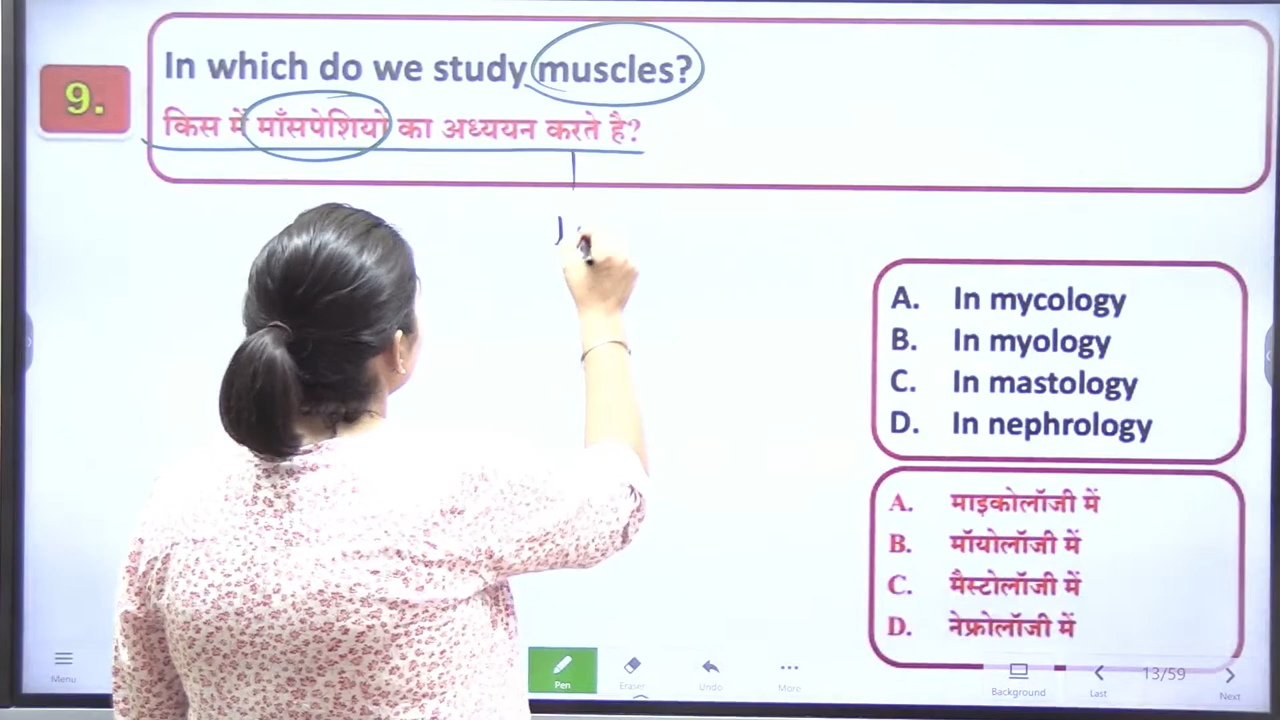 9.
In which do we study muscles?
किस में माँसपेशियो का अध्ययन करते है?
A. In mycology
B. In myology
C. In mastology
D. In nephrology
A. माइकोलॉजी में
B. मॉयोलॉजी में
C. मैस्टोलॉजी में
D. नेफ्रोलॉजी में
Menu
Pen
Eraser
Undo
More
Background
Last
13/59
Next